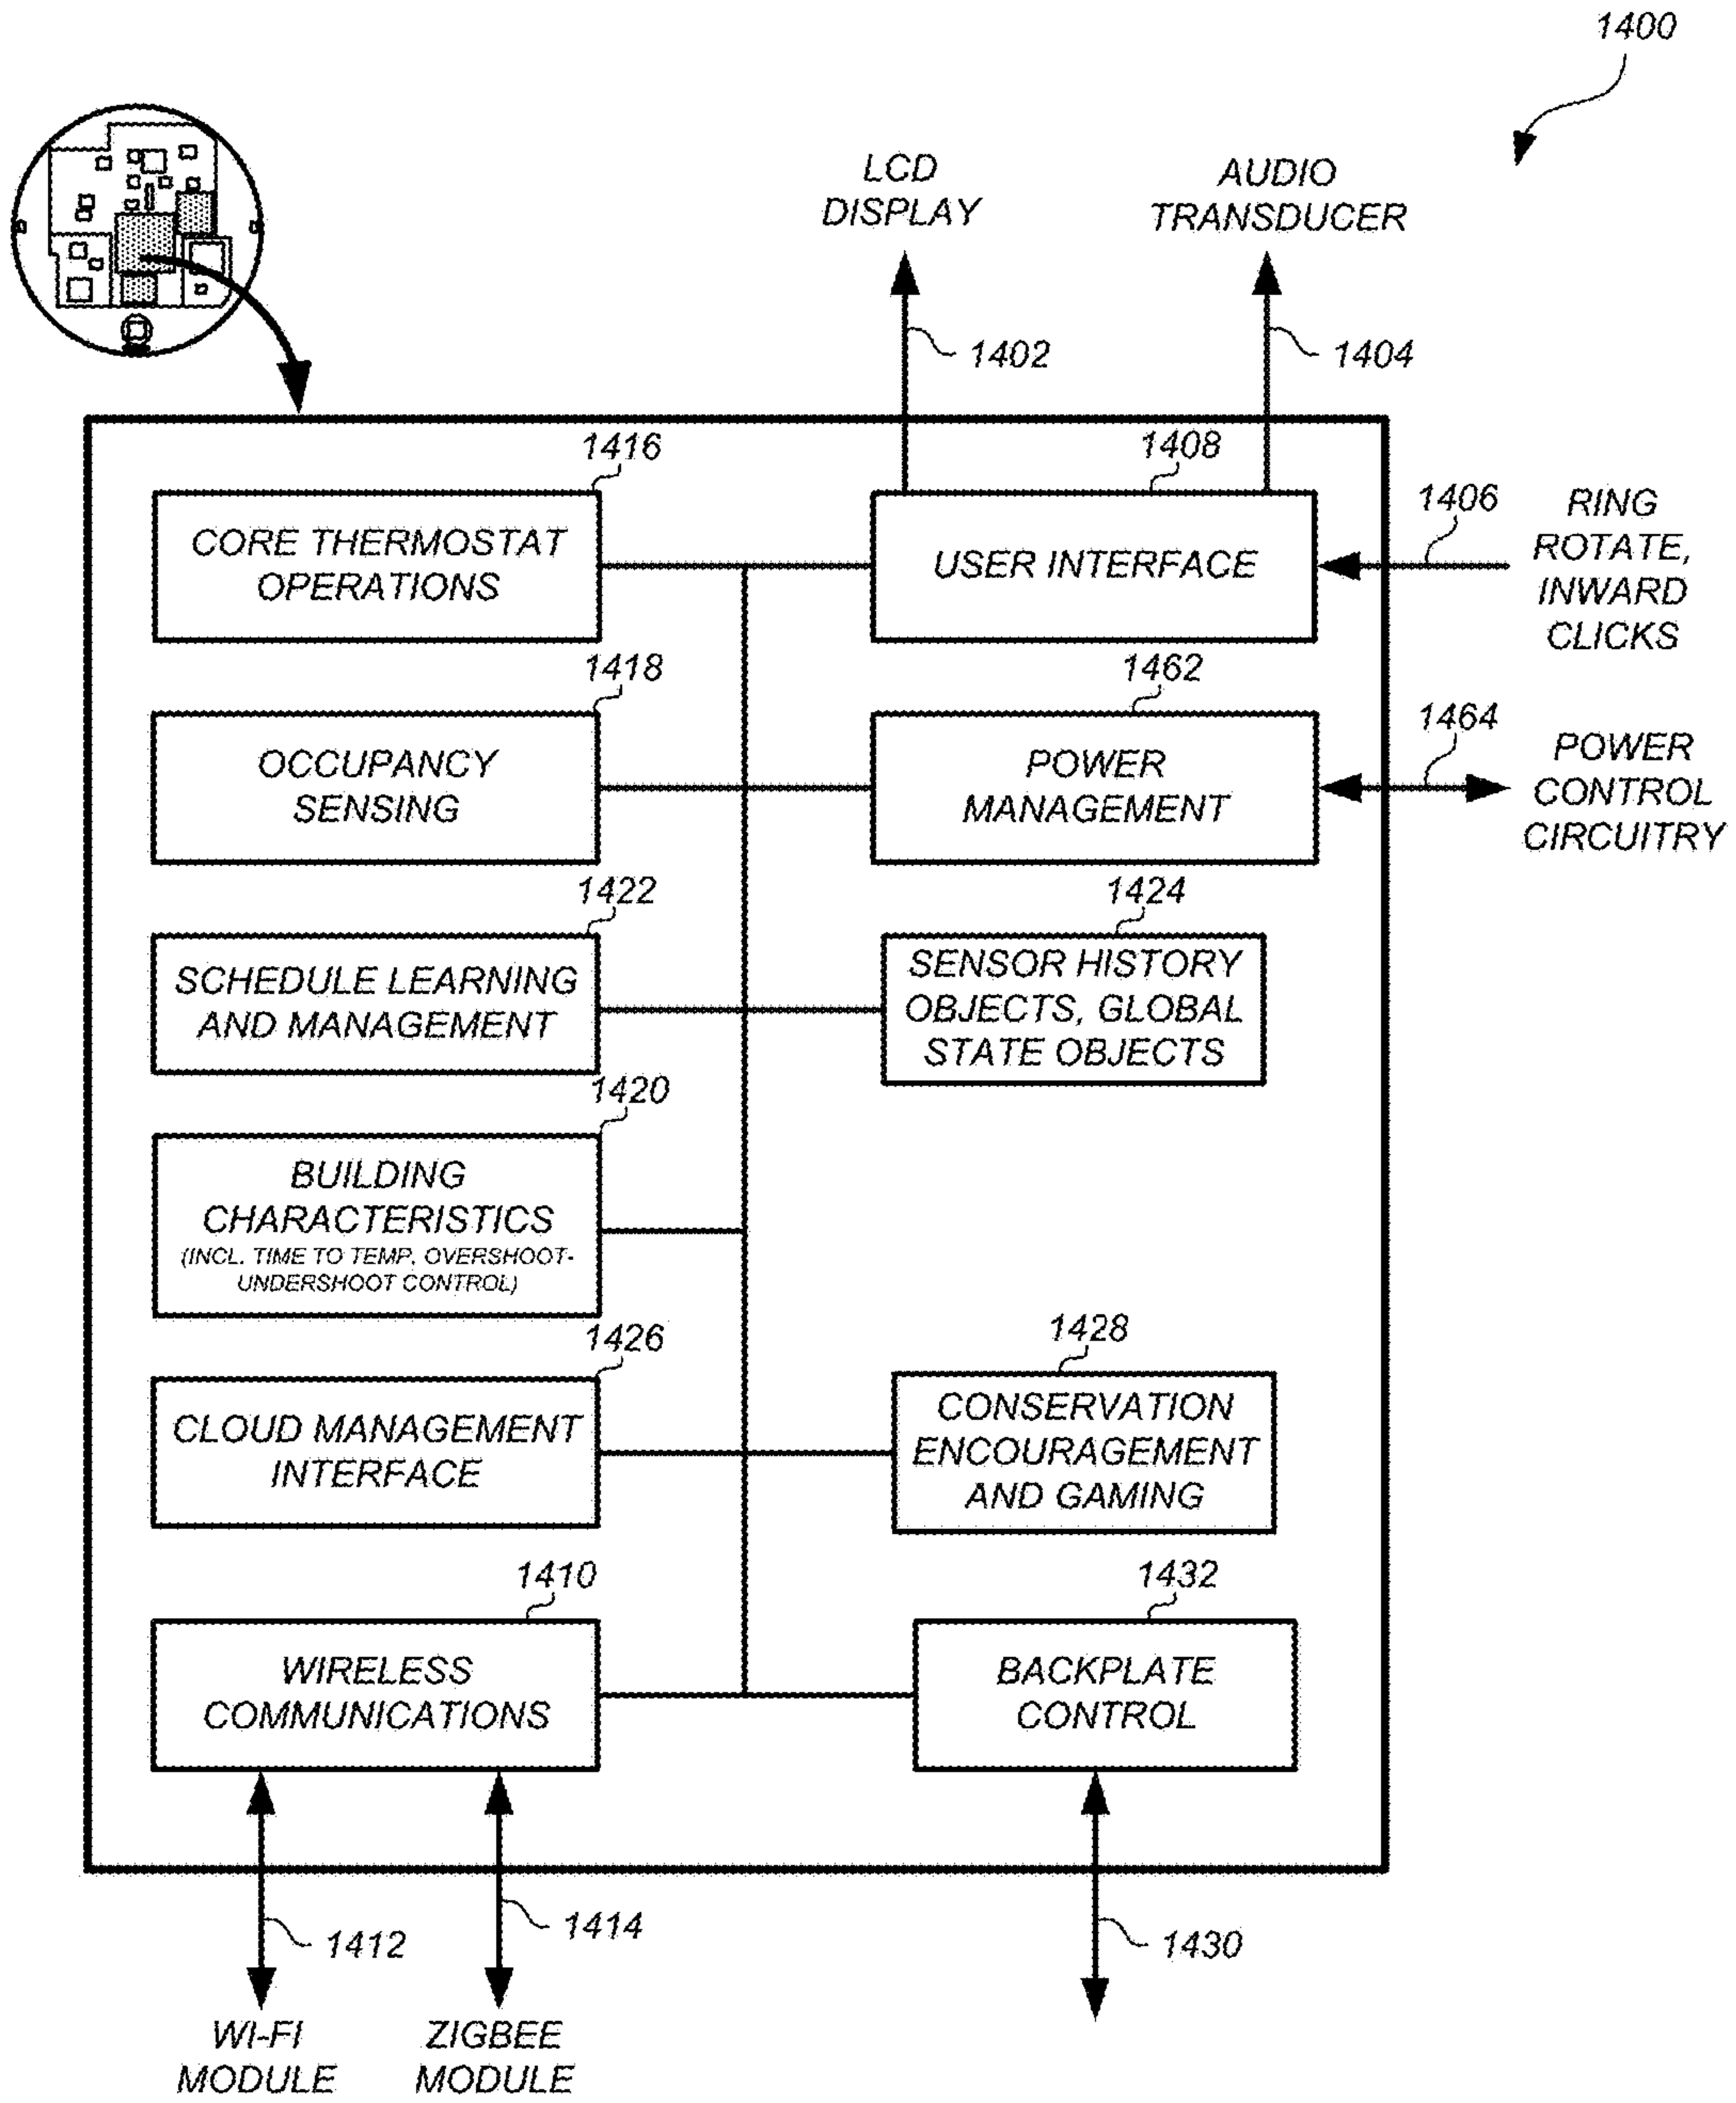 1400
LCD
DISPLAY
AUDIO
TRANSDUCER
1402
1404
1416
CORE THERMOSTAT
OPERATIONS
1408
USER INTERFACE
1406
RING
ROTATE,
INWARD
CLICKS
1418
OCCUPANCY
SENSING
1462
POWER
MANAGEMENT
1464
POWER
CONTROL
CIRCUITRY
1422
SCHEDULE LEARNING
AND MANAGEMENT
1424
SENSOR HISTORY
OBJECTS, GLOBAL
STATE OBJECTS
1420
BUILDING
CHARACTERISTICS
(INCL. TIME TO TEMP, OVERSHOOT-
UNDERSHOOT CONTROL)
1426
CLOUD MANAGEMENT
INTERFACE
1428
CONSERVATION
ENCOURAGEMENT
AND GAMING
1410
WIRELESS
COMMUNICATIONS
1432
BACKPLATE
CONTROL
1412
1414
1430
WI-FI
MODULE
ZIGBEE
MODULE